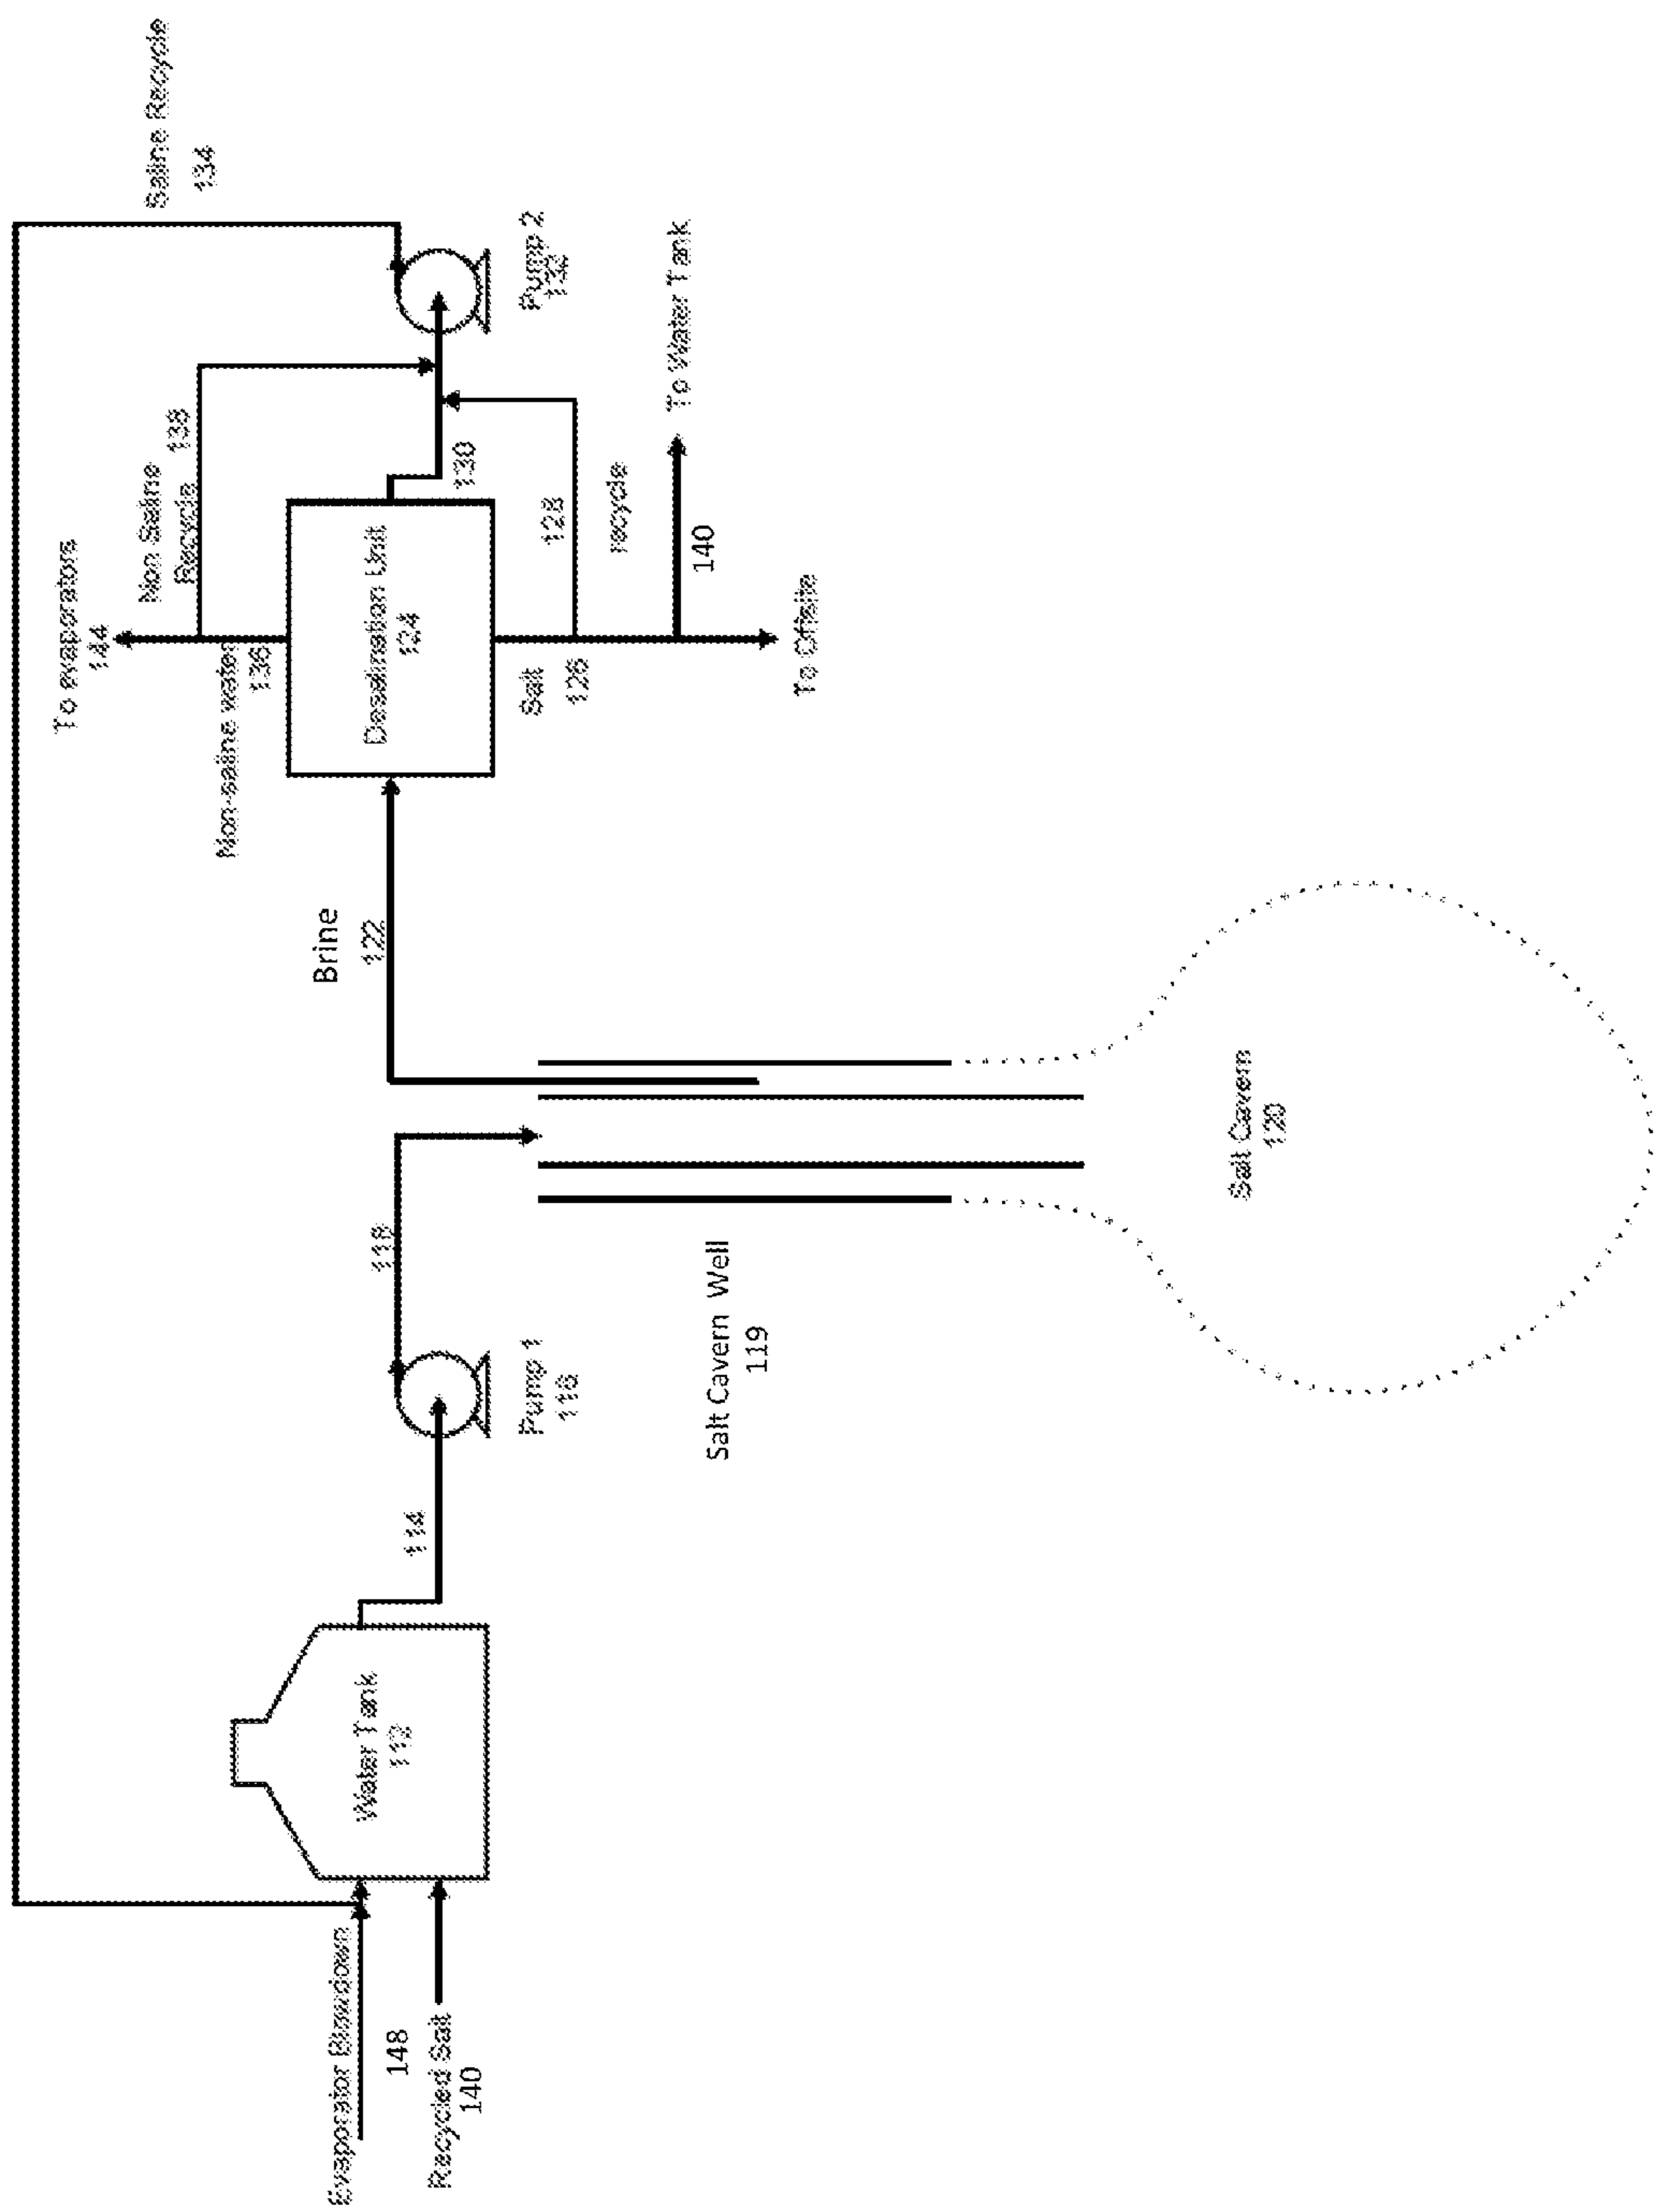 Saline Recycle
134
To evaporators
144
Non Saline
Recycle 138
Non-saline water
136
Desalination Unit
124
130
Pump 2
132
Salt
126
128
recycle
140
To Water Tank
To Offsite
Brine
122
118
Pump 1
116
114
Salt Cavern Well
119
Salt Cavern
120
Water Tank
112
Evaporator Blowdown
148
Recycled Salt
140